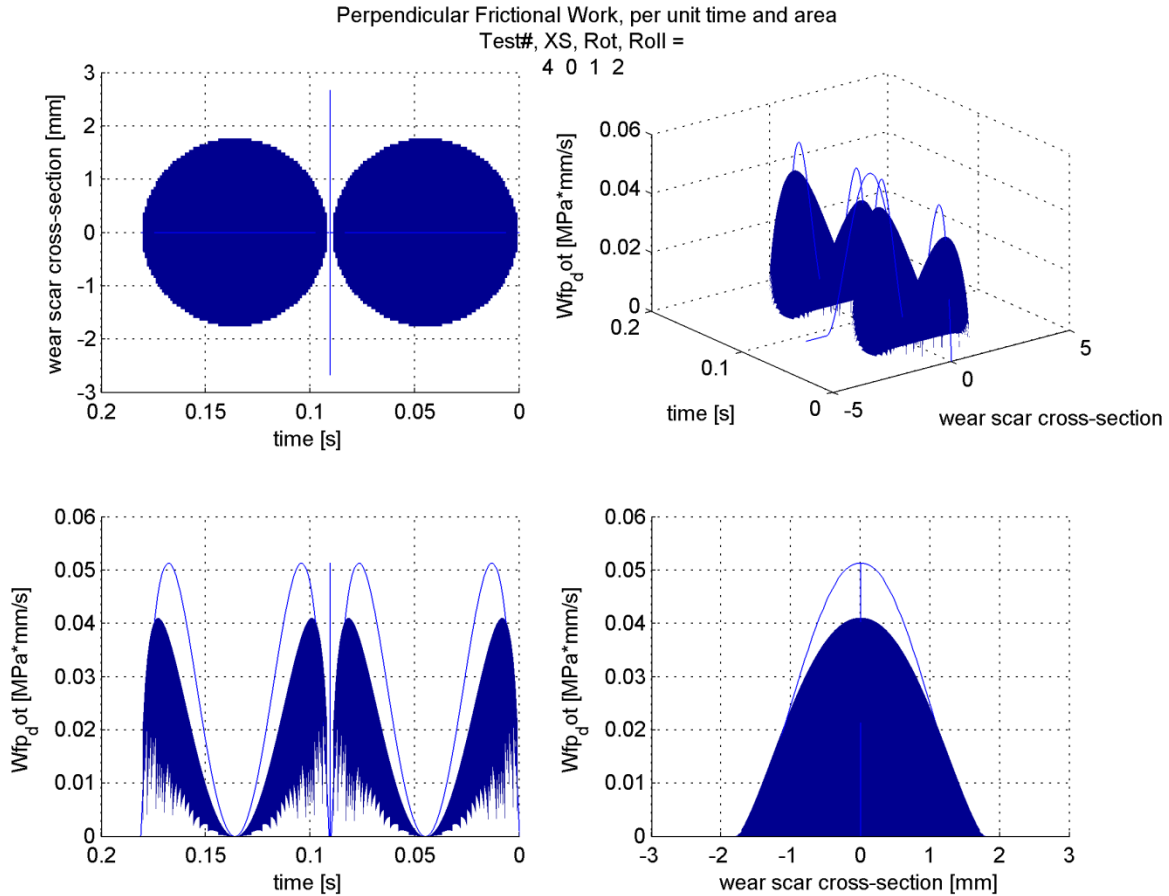 Perpendicular Frictional Work, per unit time and area
Test#, XS, Rot, Roll =
4 0 1 2
3
2
1
0
-1
-2
-3
wear scar cross-section [mm]
0.2 0.15 0.1 0.05 0
time [s]
0.06
0.04
0.02
0
Wfp_dot [MPa*mm/s]
0.2
0.1
0
time [s]
-5
0
5
wear scar cross-section
0.06
0.05
0.04
0.03
0.02
0.01
0
Wfp_dot [MPa*mm/s]
0.2 0.15 0.1 0.05 0
time [s]
0.06
0.05
0.04
0.03
0.02
0.01
0
Wfp_dot [MPa*mm/s]
-3 -2 -1 0 1 2 3
wear scar cross-section [mm]